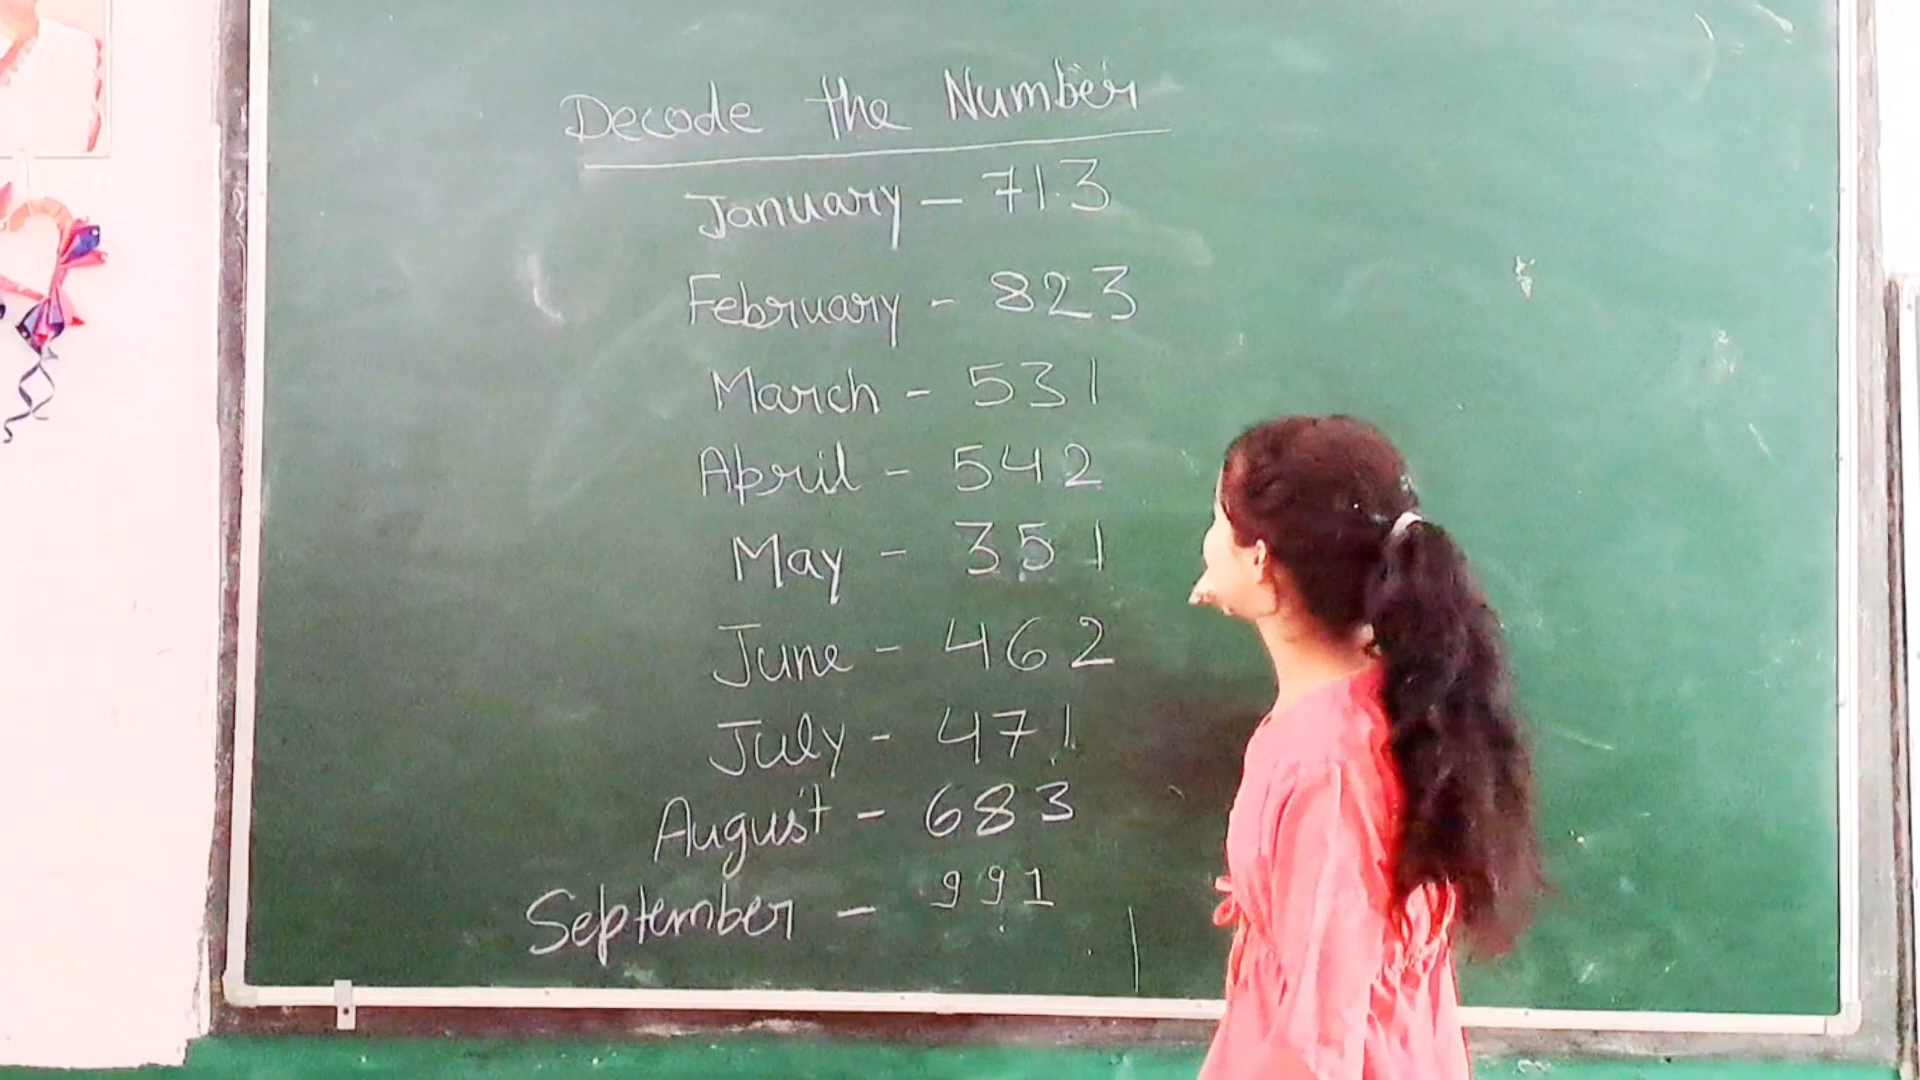 Decode the Number
January - 713
February - 823
March - 531
April - 542
May - 351
June - 462
July - 471
August - 683
September - 991